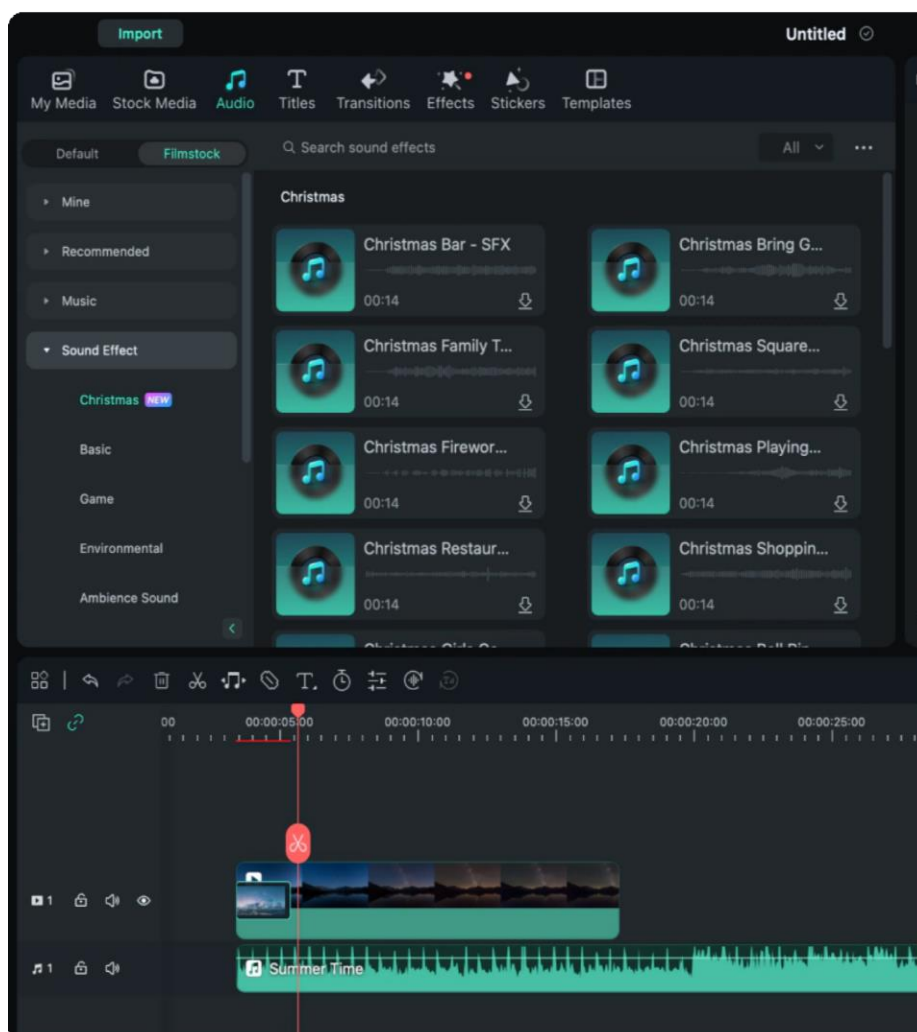 Import
Untitled
My Media Stock Media Audio Titles Transitions Effects Stickers Templates
Default Filmstock
Search sound effects
All
Mine
Recommended
Music
Sound Effect
Christmas NEW
Basic
Game
Environmental
Ambience Sound
Christmas
Christmas Bar - SFX
00:14
Christmas Bring G...
00:14
Christmas Family T...
00:14
Christmas Square...
00:14
Christmas Firewor...
00:14
Christmas Playing...
00:14
Christmas Restaur...
00:14
Christmas Shoppin...
00:14
00 00:00:05:00 00:00:10:00 00:00:15:00 00:00:20:00 00:00:25:00
1
1
Summer Time